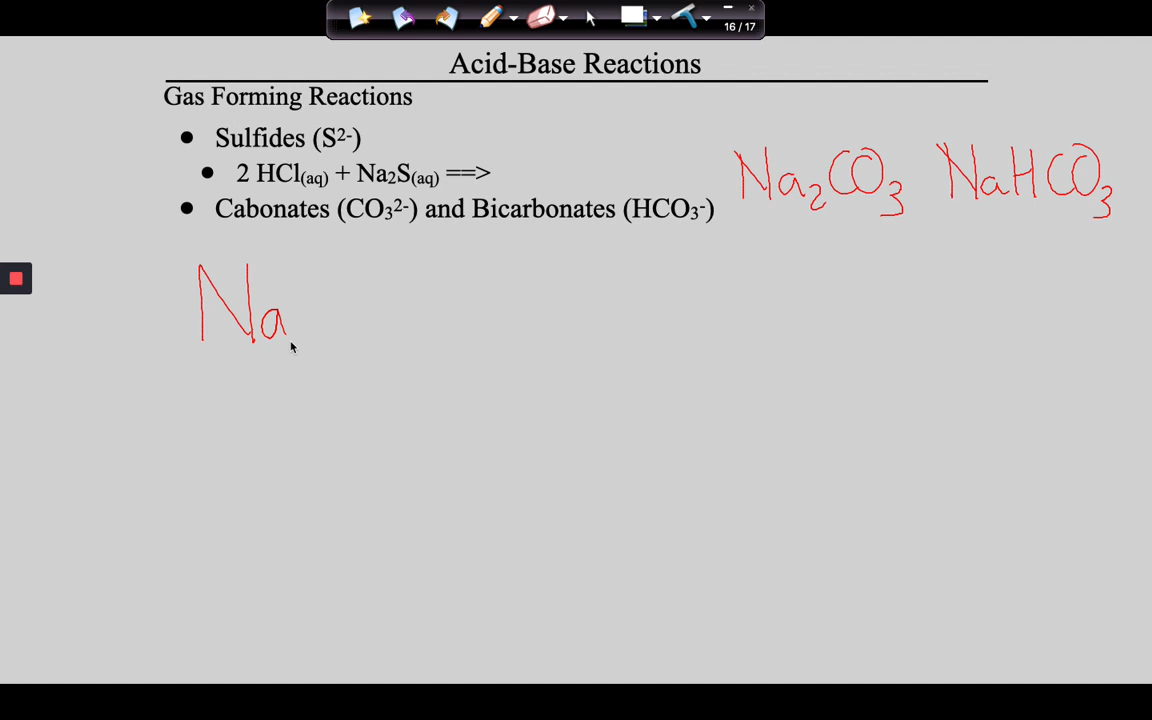 16 / 17
Acid-Base Reactions
Gas Forming Reactions
● Sulfides (S²⁻)
● 2 HCl(aq) + Na₂S(aq) ==>
● Cabonates (CO₃²⁻) and Bicarbonates (HCO₃⁻)
Na₂CO₃ NaHCO₃
Na